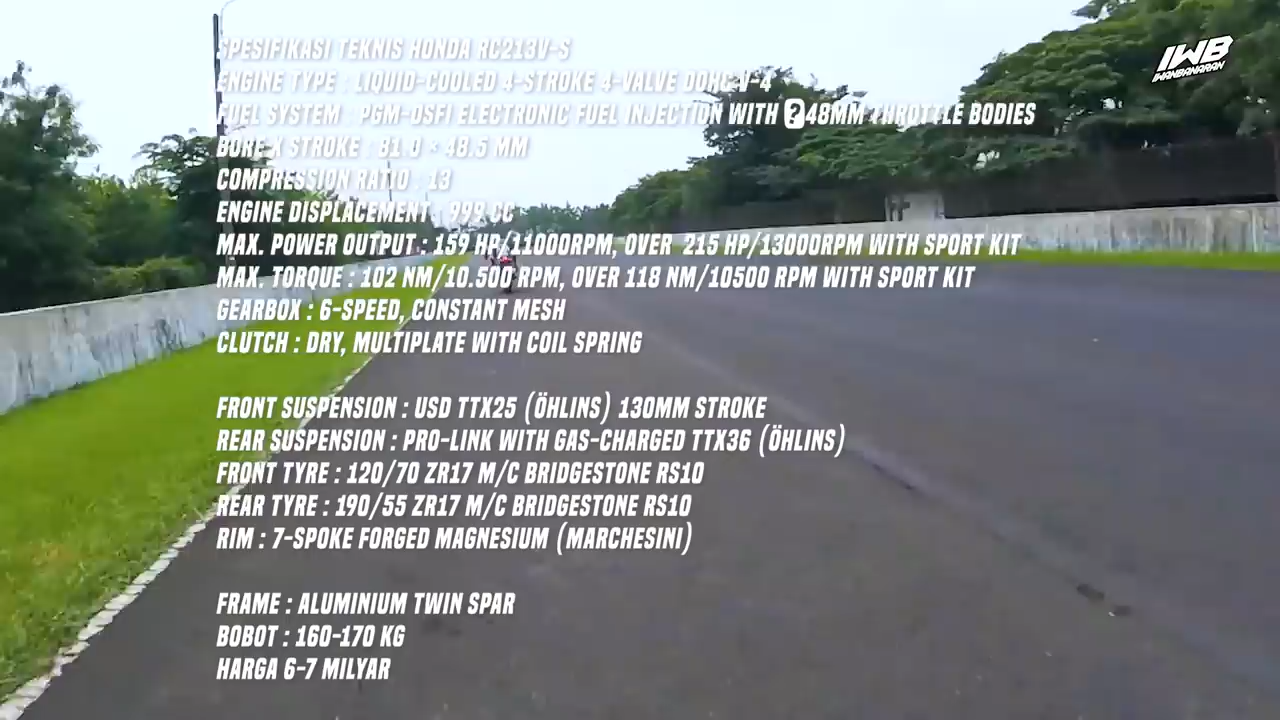 IWB
IWANBANARAN
SPESIFIKASI TEKNIS HONDA RC213V-S
ENGINE TYPE : LIQUID-COOLED 4-STROKE 4-VALVE DOHC V-4
FUEL SYSTEM : PGM-DSFI ELECTRONIC FUEL INJECTION WITH �48MM THROTTLE BODIES
BORE X STROKE : 81.0 × 48.5 MM
COMPRESSION RATIO : 13
ENGINE DISPLACEMENT : 999 CC
MAX. POWER OUTPUT : 159 HP/11000RPM, OVER 215 HP/13000RPM WITH SPORT KIT
MAX. TORQUE : 102 NM/10.500 RPM, OVER 118 NM/10500 RPM WITH SPORT KIT
GEARBOX : 6-SPEED, CONSTANT MESH
CLUTCH : DRY, MULTIPLATE WITH COIL SPRING
FRONT SUSPENSION : USD TTX25 (ÖHLINS) 130MM STROKE
REAR SUSPENSION : PRO-LINK WITH GAS-CHARGED TTX36 (ÖHLINS)
FRONT TYRE : 120/70 ZR17 M/C BRIDGESTONE RS10
REAR TYRE : 190/55 ZR17 M/C BRIDGESTONE RS10
RIM : 7-SPOKE FORGED MAGNESIUM (MARCHESINI)
FRAME : ALUMINIUM TWIN SPAR
BOBOT : 160-170 KG
HARGA 6-7 MILYAR